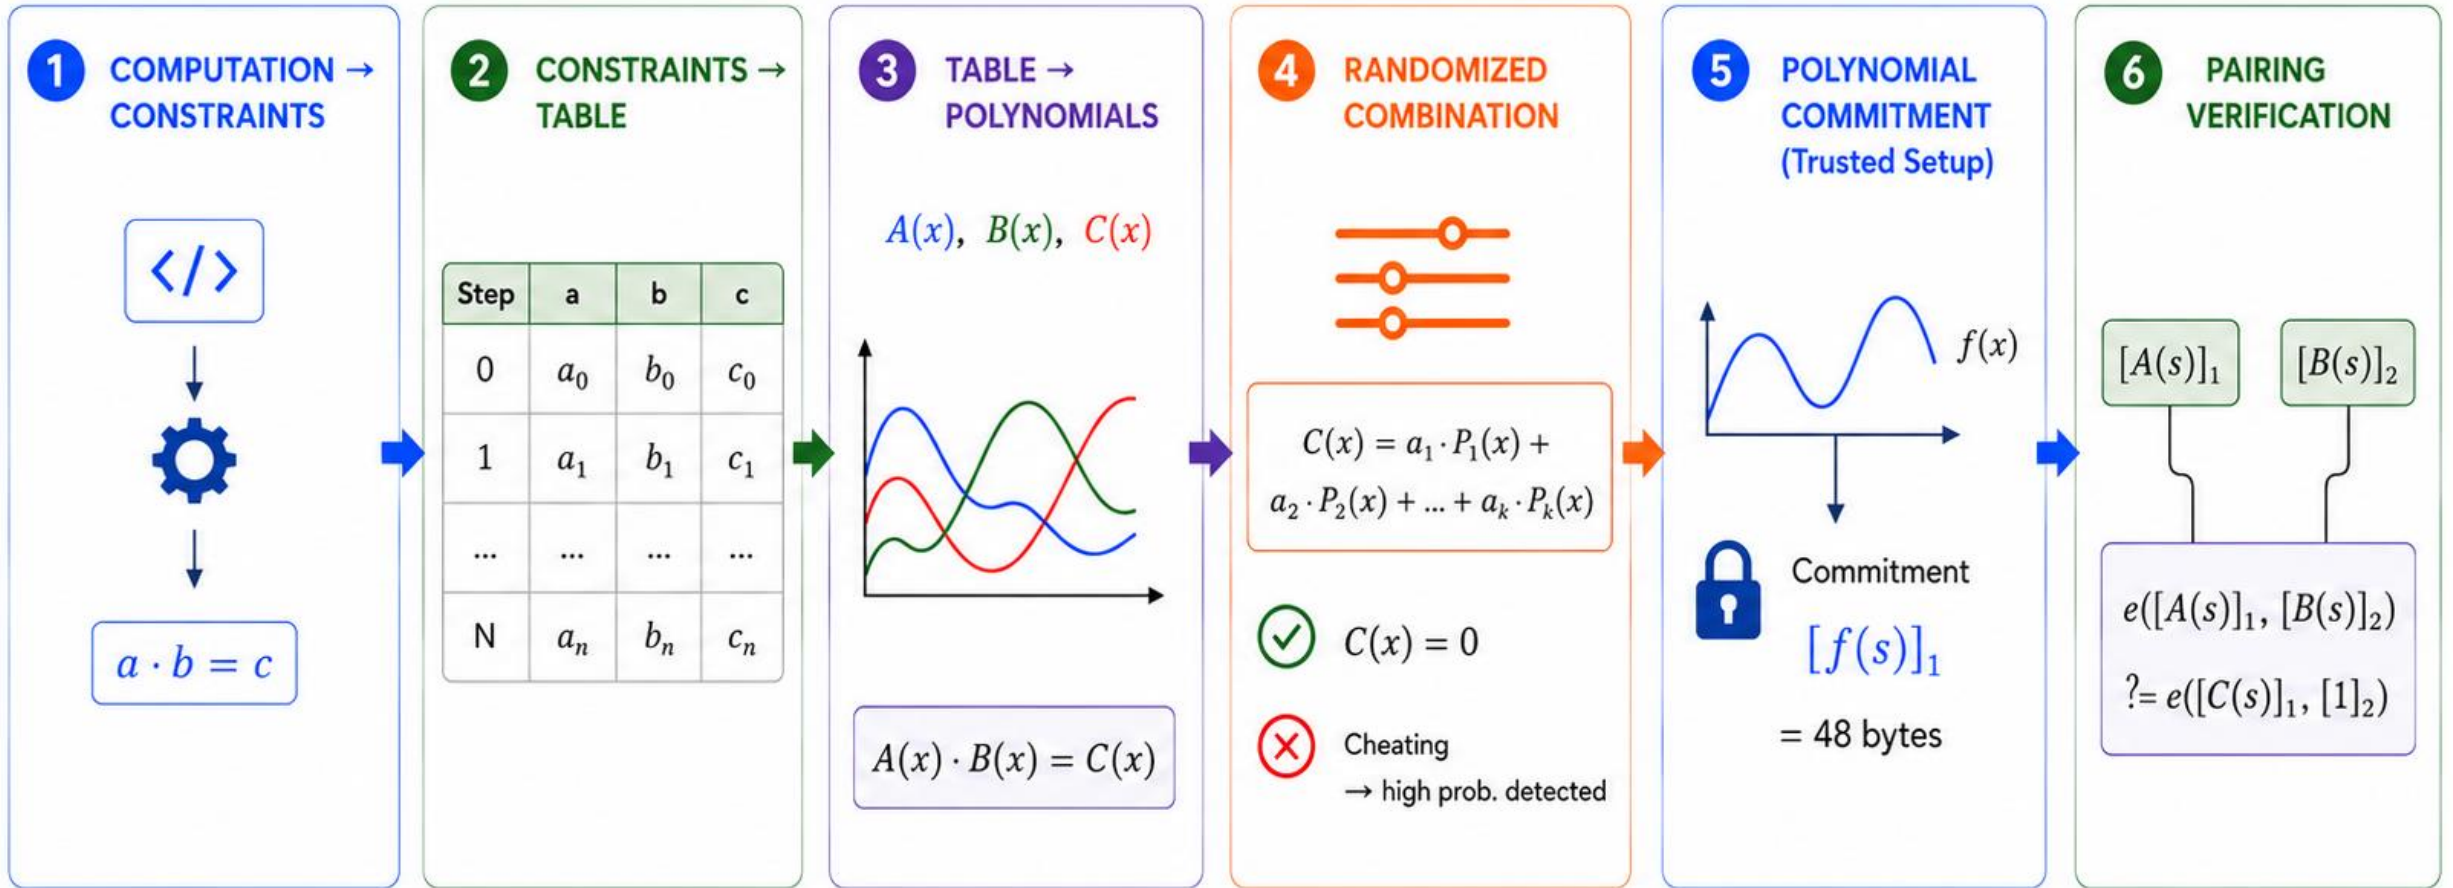 1 COMPUTATION →
CONSTRAINTS
</>
a · b = c
2 CONSTRAINTS →
TABLE
Step a b c
0 a₀ b₀ c₀
1 a₁ b₁ c₁
... ... ... ...
N aₙ bₙ cₙ
3 TABLE →
POLYNOMIALS
A(x), B(x), C(x)
A(x) · B(x) = C(x)
4 RANDOMIZED
COMBINATION
C(x) = a₁ · P₁(x) +
a₂ · P₂(x) + ... + aₖ · Pₖ(x)
C(x) = 0
Cheating
→ high prob. detected
5 POLYNOMIAL
COMMITMENT
(Trusted Setup)
f(x)
Commitment
[f(s)]₁
= 48 bytes
6 PAIRING
VERIFICATION
[A(s)]₁ [B(s)]₂
e([A(s)]₁, [B(s)]₂)
?= e([C(s)]₁, [1]₂)